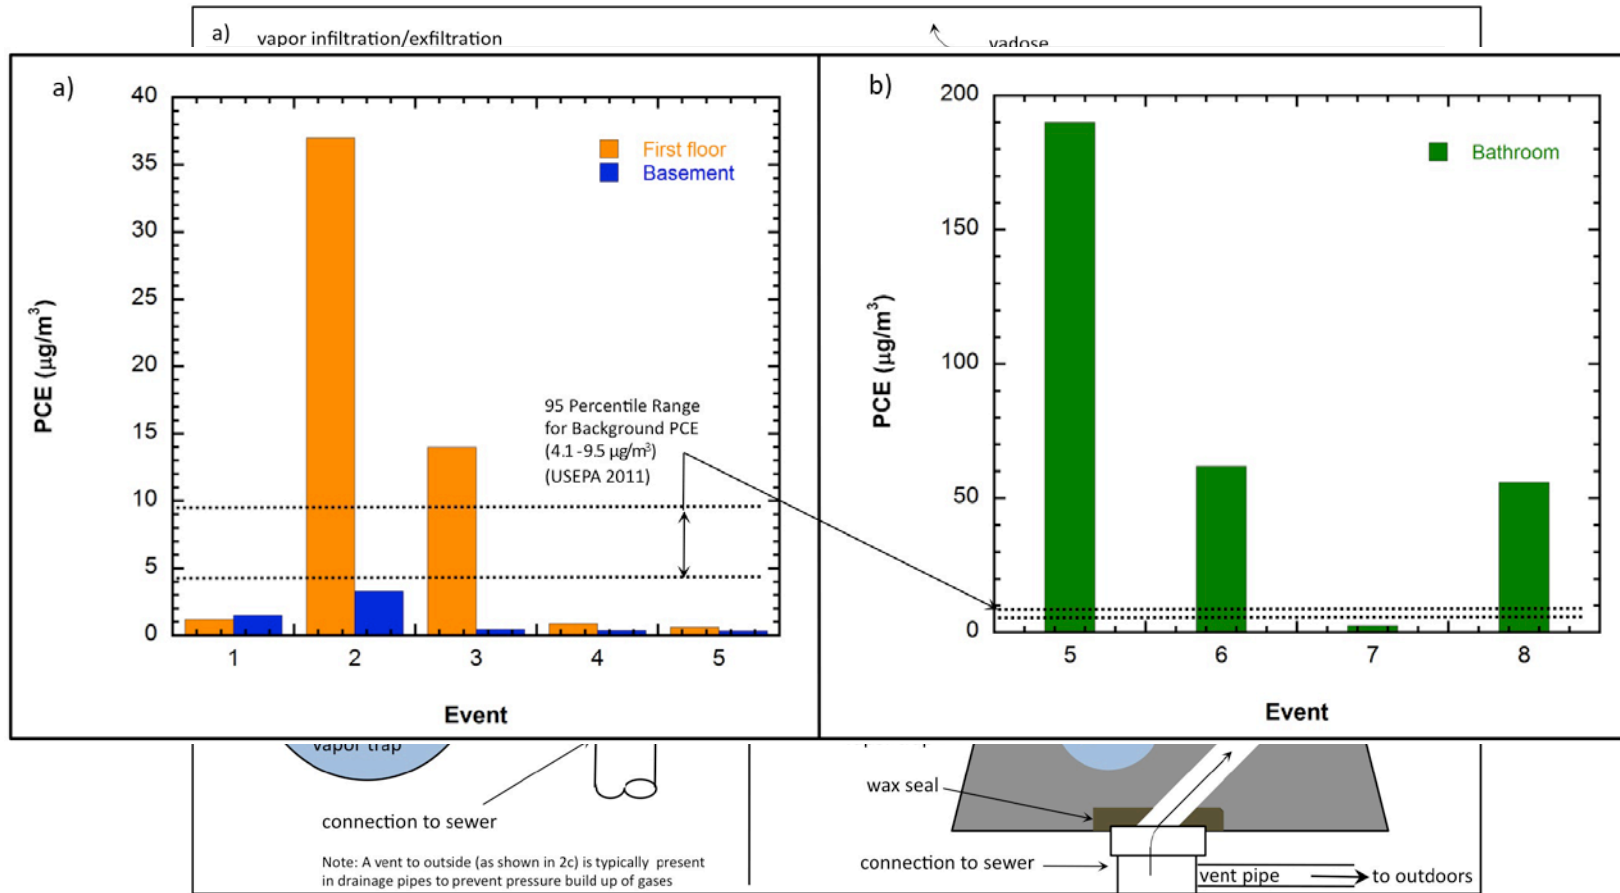 a) vapor infiltration/exfiltration
vadose
a)
40
35
30
25
20
15
10
5
0
PCE (µg/m³)
First floor
Basement
95 Percentile Range
for Background PCE
(4.1 -9.5 µg/m³)
(USEPA 2011)
1 2 3 4 5
Event
b)
200
150
100
50
0
PCE (µg/m³)
Bathroom
5 6 7 8
Event
vapor trap
connection to sewer
Note: A vent to outside (as shown in 2c) is typically present
in drainage pipes to prevent pressure build up of gases
wax seal
connection to sewer
vent pipe
to outdoors